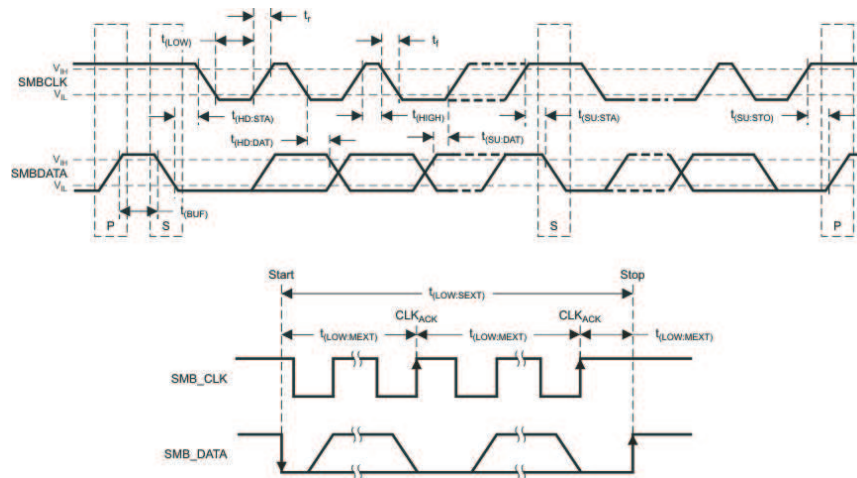 t(LOW)
tr
tf
VIH
SMBCLK
VIL
t(HD:STA)
t(HIGH)
t(SU:STA)
t(SU:STO)
t(HD:DAT)
t(SU:DAT)
VIH
SMBDATA
VIL
t(BUF)
P
S
S
P
Start
Stop
t(LOW:SEXT)
CLKACK
CLKACK
t(LOW:MEXT)
t(LOW:MEXT)
t(LOW:MEXT)
SMB_CLK
SMB_DATA